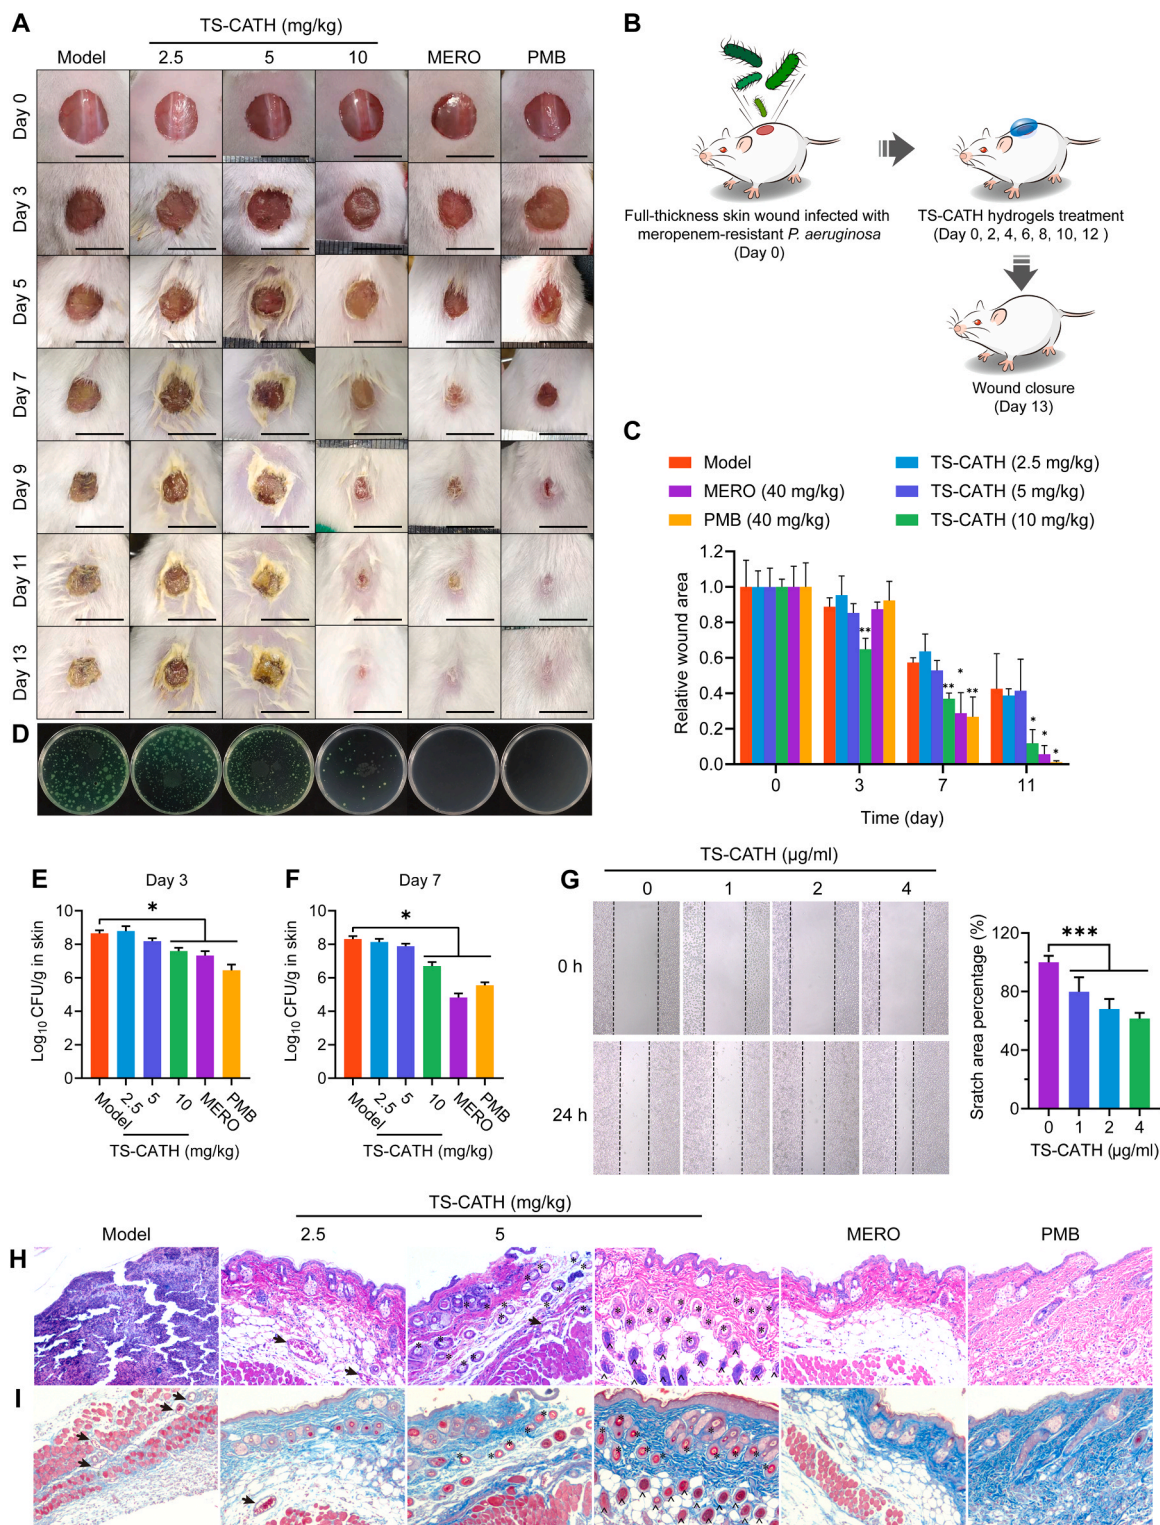 A
TS-CATH (mg/kg)
Model 2.5 5 10 MERO PMB
Day 0
Day 3
Day 5
Day 7
Day 9
Day 11
Day 13
B
Full-thickness skin wound infected with
meropenem-resistant P. aeruginosa
(Day 0)
TS-CATH hydrogels treatment
(Day 0, 2, 4, 6, 8, 10, 12 )
Wound closure
(Day 13)
C
Model
MERO (40 mg/kg)
PMB (40 mg/kg)
TS-CATH (2.5 mg/kg)
TS-CATH (5 mg/kg)
TS-CATH (10 mg/kg)
Relative wound area
1.2
1.0
0.8
0.6
0.4
0.2
0.0
** ** * ** * * *
0 3 7 11
Time (day)
D
E
Day 3
Log10 CFU/g in skin
10
8
6
4
2
0
*
Model 2.5 5 10 MERO PMB
TS-CATH (mg/kg)
F
Day 7
Log10 CFU/g in skin
10
8
6
4
2
0
*
Model 2.5 5 10 MERO PMB
TS-CATH (mg/kg)
G
TS-CATH (µg/ml)
0 1 2 4
0 h
24 h
Sratch area percentage (%)
120
80
40
0
***
0 1 2 4
TS-CATH (µg/ml)
TS-CATH (mg/kg)
Model 2.5 5 MERO PMB
H
I